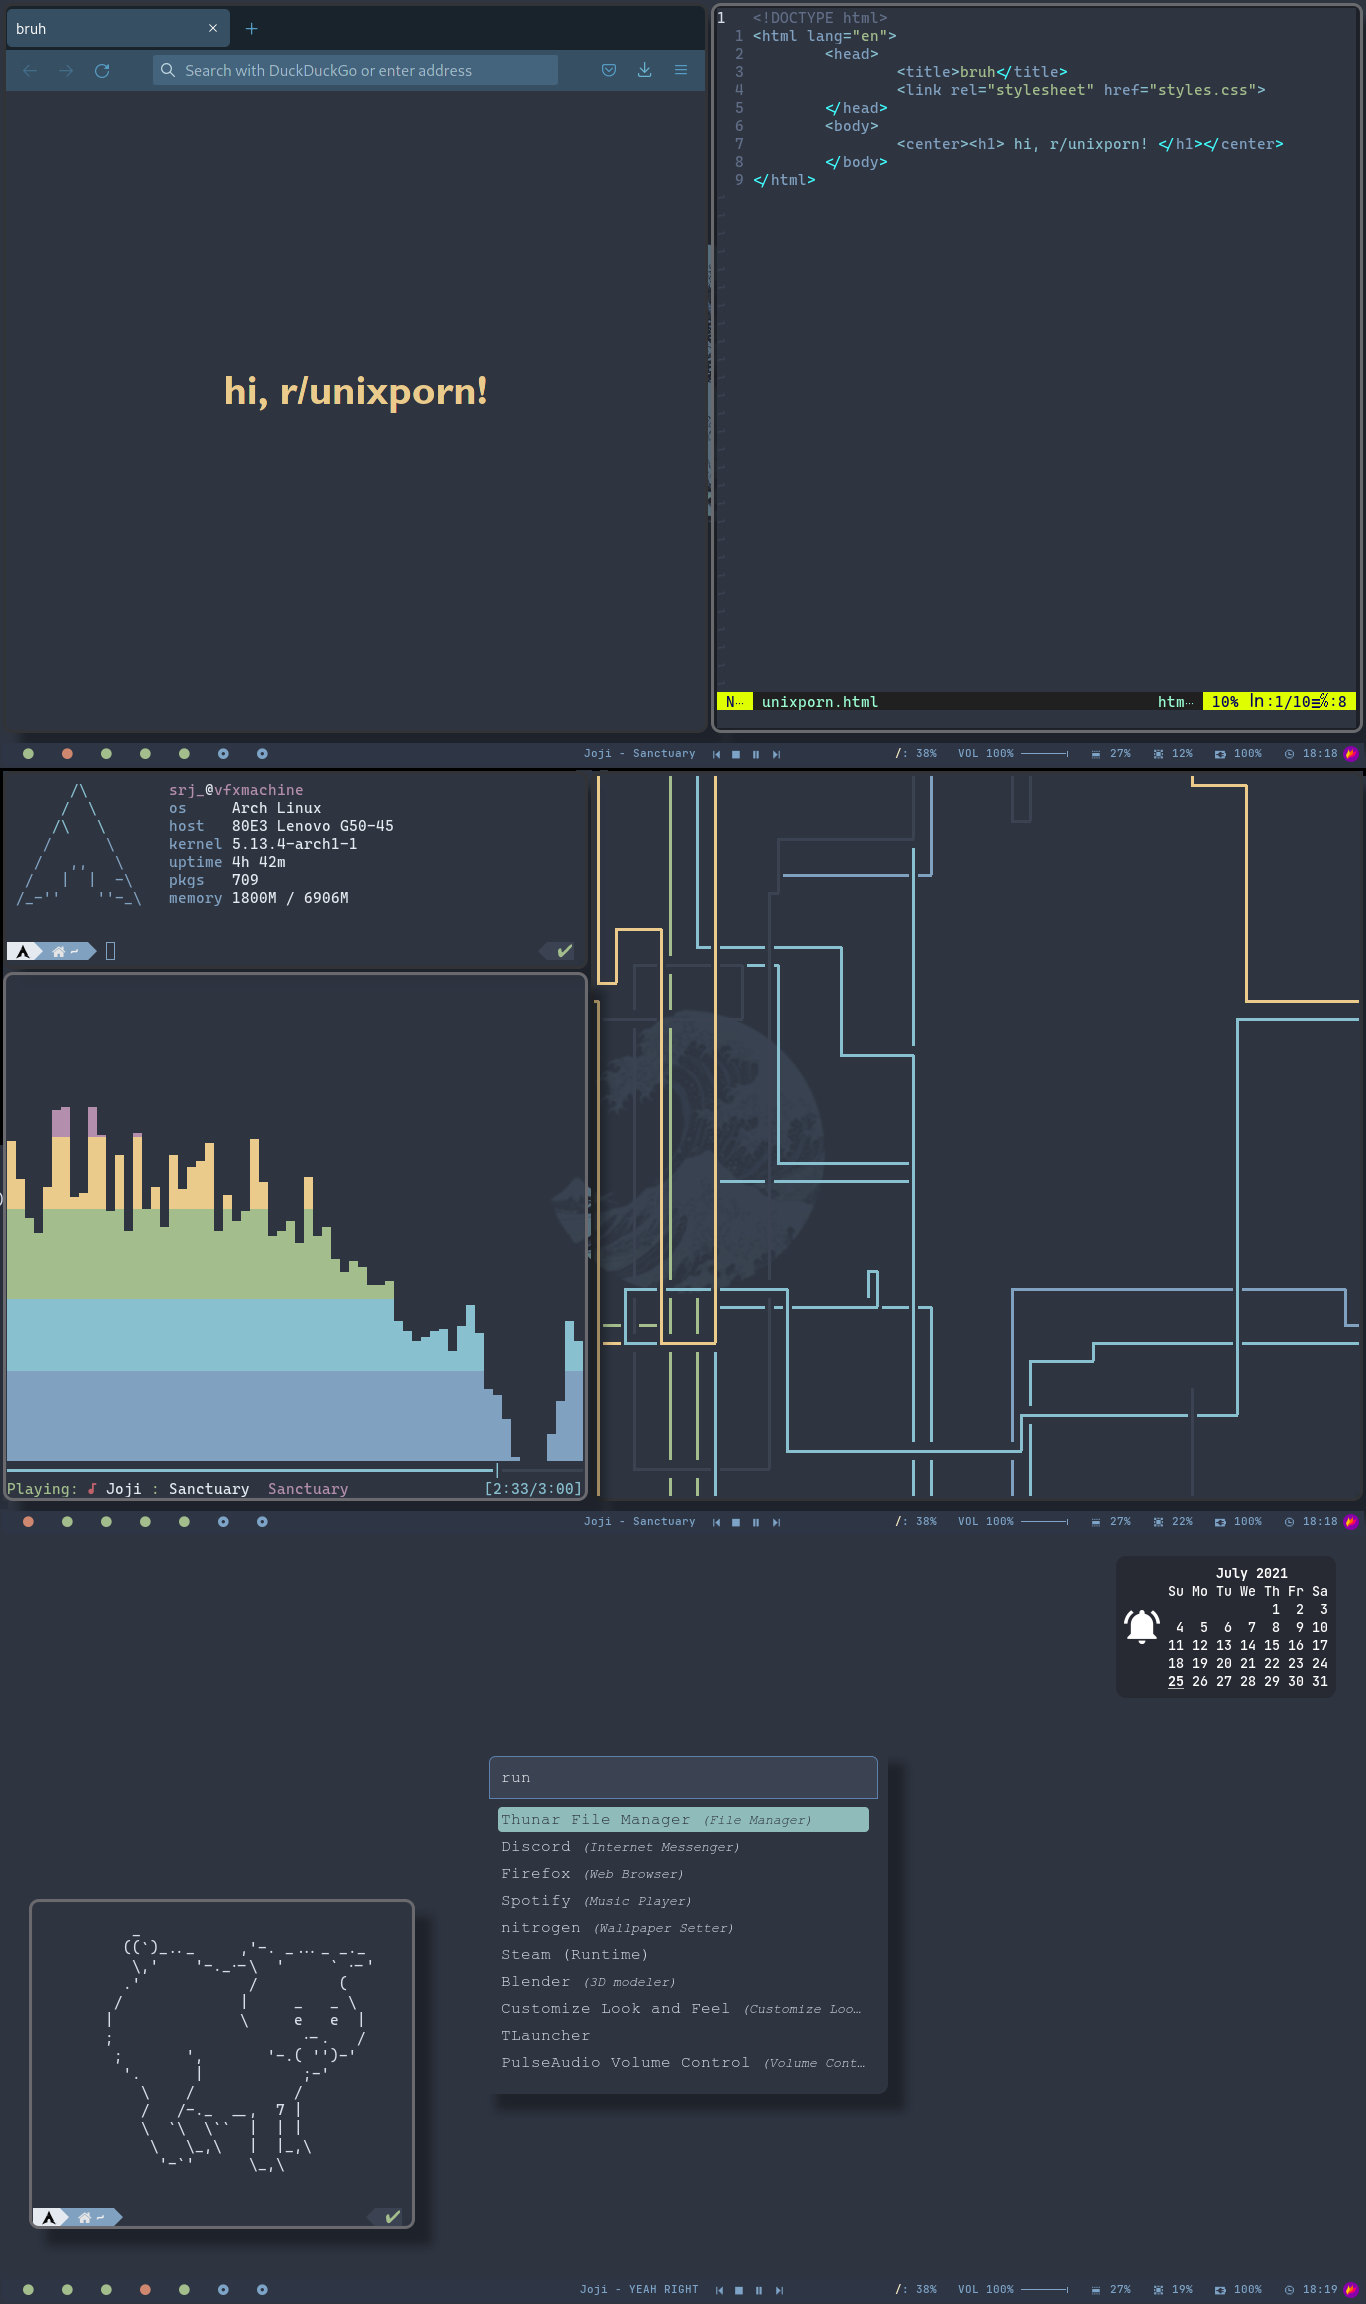 bruh
Search with DuckDuckGo or enter address
hi, r/unixporn!
1 <!DOCTYPE html>
1 <html lang="en">
2 <head>
3 <title>bruh</title>
4 <link rel="stylesheet" href="styles.css">
5 </head>
6 <body>
7 <center><h1> hi, r/unixporn! </h1></center>
8 </body>
9 </html>
N… unixporn.html htm… 10% ln:1/10≡%:8
Joji - Sanctuary /: 38% VOL 100% 27% 12% 100% 18:18
srj_@vfxmachine
os Arch Linux
host 80E3 Lenovo G50-45
kernel 5.13.4-arch1-1
uptime 4h 42m
pkgs 709
memory 1800M / 6906M
~
Playing: Joji : Sanctuary Sanctuary [2:33/3:00]
Joji - Sanctuary /: 38% VOL 100% 27% 22% 100% 18:18
July 2021
Su Mo Tu We Th Fr Sa
1 2 3
4 5 6 7 8 9 10
11 12 13 14 15 16 17
18 19 20 21 22 23 24
25 26 27 28 29 30 31
run
Thunar File Manager (File Manager)
Discord (Internet Messenger)
Firefox (Web Browser)
Spotify (Music Player)
nitrogen (Wallpaper Setter)
Steam (Runtime)
Blender (3D modeler)
Customize Look and Feel (Customize Loo…
TLauncher
PulseAudio Volume Control (Volume Cont…
~
Joji - YEAH RIGHT /: 38% VOL 100% 27% 19% 100% 18:19